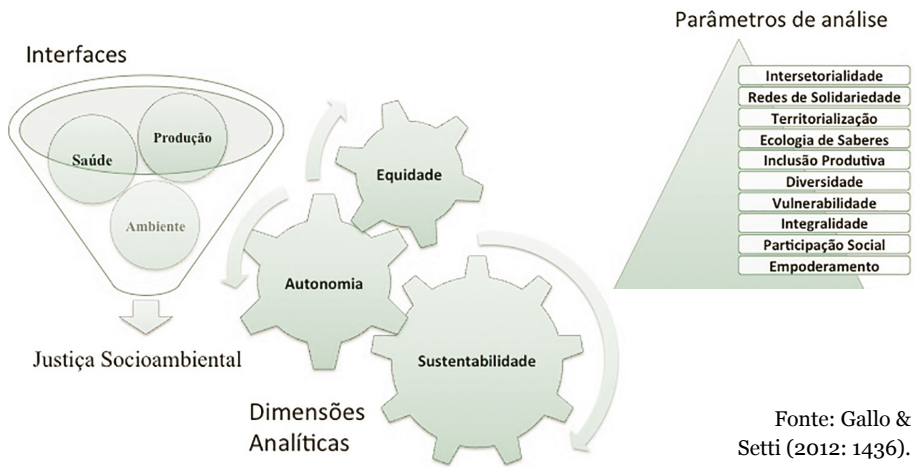 Interfaces
Saúde
Produção
Ambiente
Justiça Socioambiental
Equidade
Autonomia
Sustentabilidade
Dimensões
Analíticas
Parâmetros de análise
Intersetorialidade
Redes de Solidariedade
Territorialização
Ecologia de Saberes
Inclusão Produtiva
Diversidade
Vulnerabilidade
Integralidade
Participação Social
Empoderamento
Fonte: Gallo &
Setti (2012: 1436).